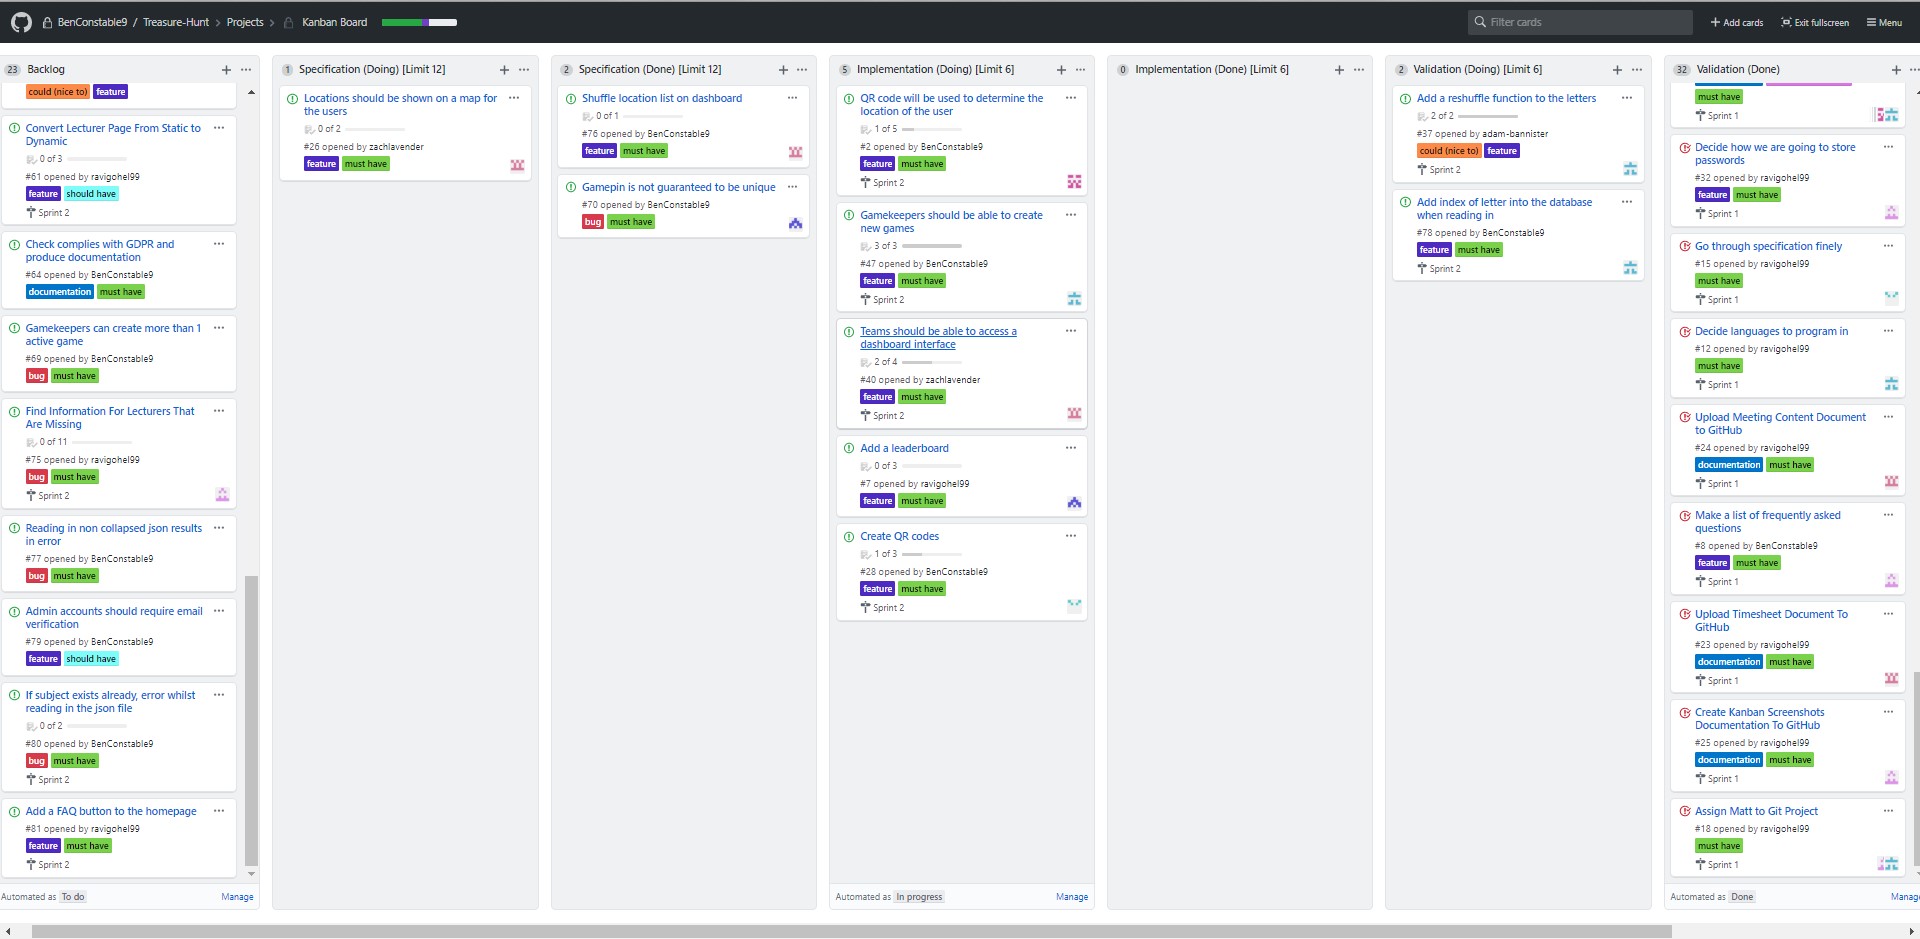 BenConstable9 / Treasure-Hunt > Projects > Kanban Board
Filter cards
+ Add cards
Exit fullscreen
Menu
23 Backlog
could (nice to) feature
Convert Lecturer Page From Static to
Dynamic
0 of 3
#61 opened by ravigohel99
feature should have
Sprint 2
Check complies with GDPR and
produce documentation
#64 opened by BenConstable9
documentation must have
Gamekeepers can create more than 1
active game
#69 opened by BenConstable9
bug must have
Find Information For Lecturers That
Are Missing
0 of 11
#75 opened by ravigohel99
bug must have
Sprint 2
Reading in non collapsed json results
in error
#77 opened by BenConstable9
bug must have
Admin accounts should require email
verification
#79 opened by BenConstable9
feature should have
If subject exists already, error whilst
reading in the json file
0 of 2
#80 opened by BenConstable9
bug must have
Sprint 2
Add a FAQ button to the homepage
#81 opened by ravigohel99
feature must have
Sprint 2
Automated as To do
Manage
1 Specification (Doing) [Limit 12]
Locations should be shown on a map for
the users
0 of 2
#26 opened by zachlavender
feature must have
2 Specification (Done) [Limit 12]
Shuffle location list on dashboard
0 of 1
#76 opened by BenConstable9
feature must have
Gamepin is not guaranteed to be unique
#70 opened by BenConstable9
bug must have
5 Implementation (Doing) [Limit 6]
QR code will be used to determine the
location of the user
1 of 5
#2 opened by BenConstable9
feature must have
Sprint 2
Gamekeepers should be able to create
new games
3 of 3
#47 opened by BenConstable9
feature must have
Sprint 2
Teams should be able to access a
dashboard interface
2 of 4
#40 opened by zachlavender
feature must have
Sprint 2
Add a leaderboard
0 of 3
#7 opened by ravigohel99
feature must have
Create QR codes
1 of 3
#28 opened by BenConstable9
feature must have
Sprint 2
Automated as In progress
Manage
0 Implementation (Done) [Limit 6]
2 Validation (Doing) [Limit 6]
Add a reshuffle function to the letters
2 of 2
#37 opened by adam-bannister
could (nice to) feature
Sprint 2
Add index of letter into the database
when reading in
#78 opened by BenConstable9
feature must have
Sprint 2
32 Validation (Done)
must have
Sprint 1
Decide how we are going to store
passwords
#32 opened by ravigohel99
feature must have
Sprint 1
Go through specification finely
#15 opened by ravigohel99
must have
Sprint 1
Decide languages to program in
#12 opened by ravigohel99
must have
Sprint 1
Upload Meeting Content Document
to GitHub
#24 opened by ravigohel99
documentation must have
Sprint 1
Make a list of frequently asked
questions
#8 opened by BenConstable9
feature must have
Sprint 1
Upload Timesheet Document To
GitHub
#23 opened by ravigohel99
documentation must have
Sprint 1
Create Kanban Screenshots
Documentation To GitHub
#25 opened by ravigohel99
documentation must have
Sprint 1
Assign Matt to Git Project
#18 opened by ravigohel99
must have
Sprint 1
Automated as Done
Manag